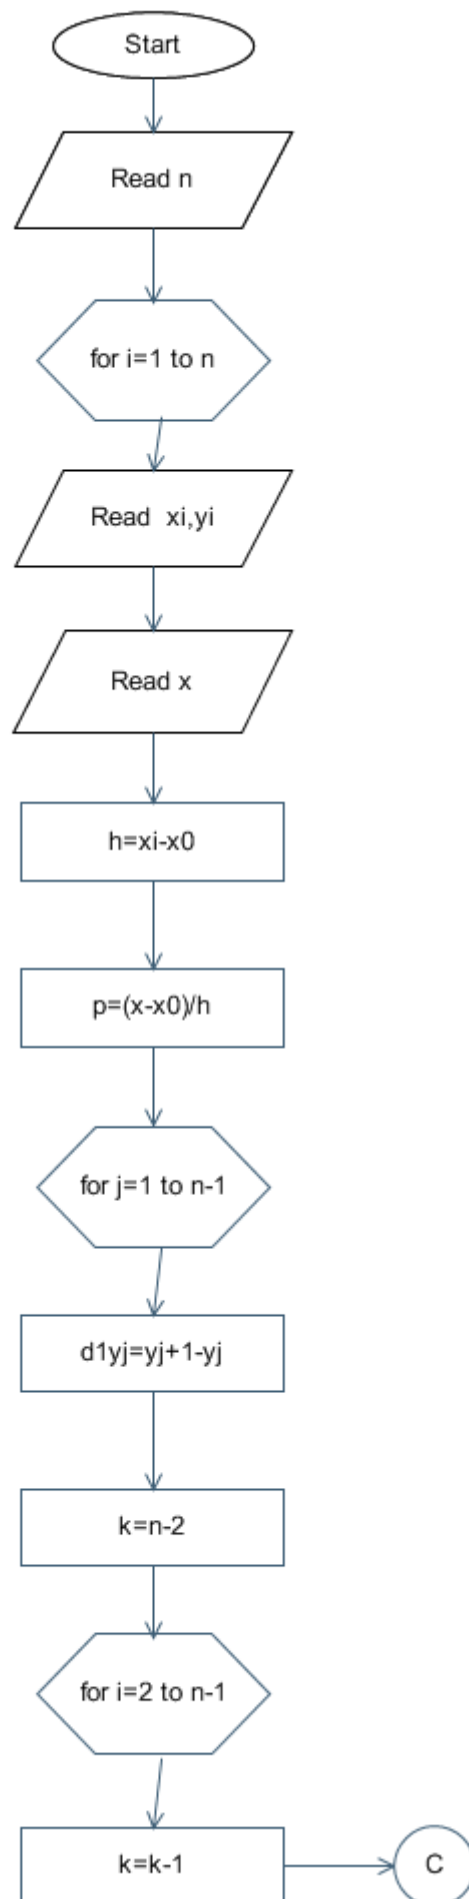 Start
Read n
for i=1 to n
Read  xi,yi
Read x
h=xi-x0
p=(x-x0)/h
for j=1 to n-1
d1yj=yj+1-yj
k=n-2
for i=2 to n-1
k=k-1
C